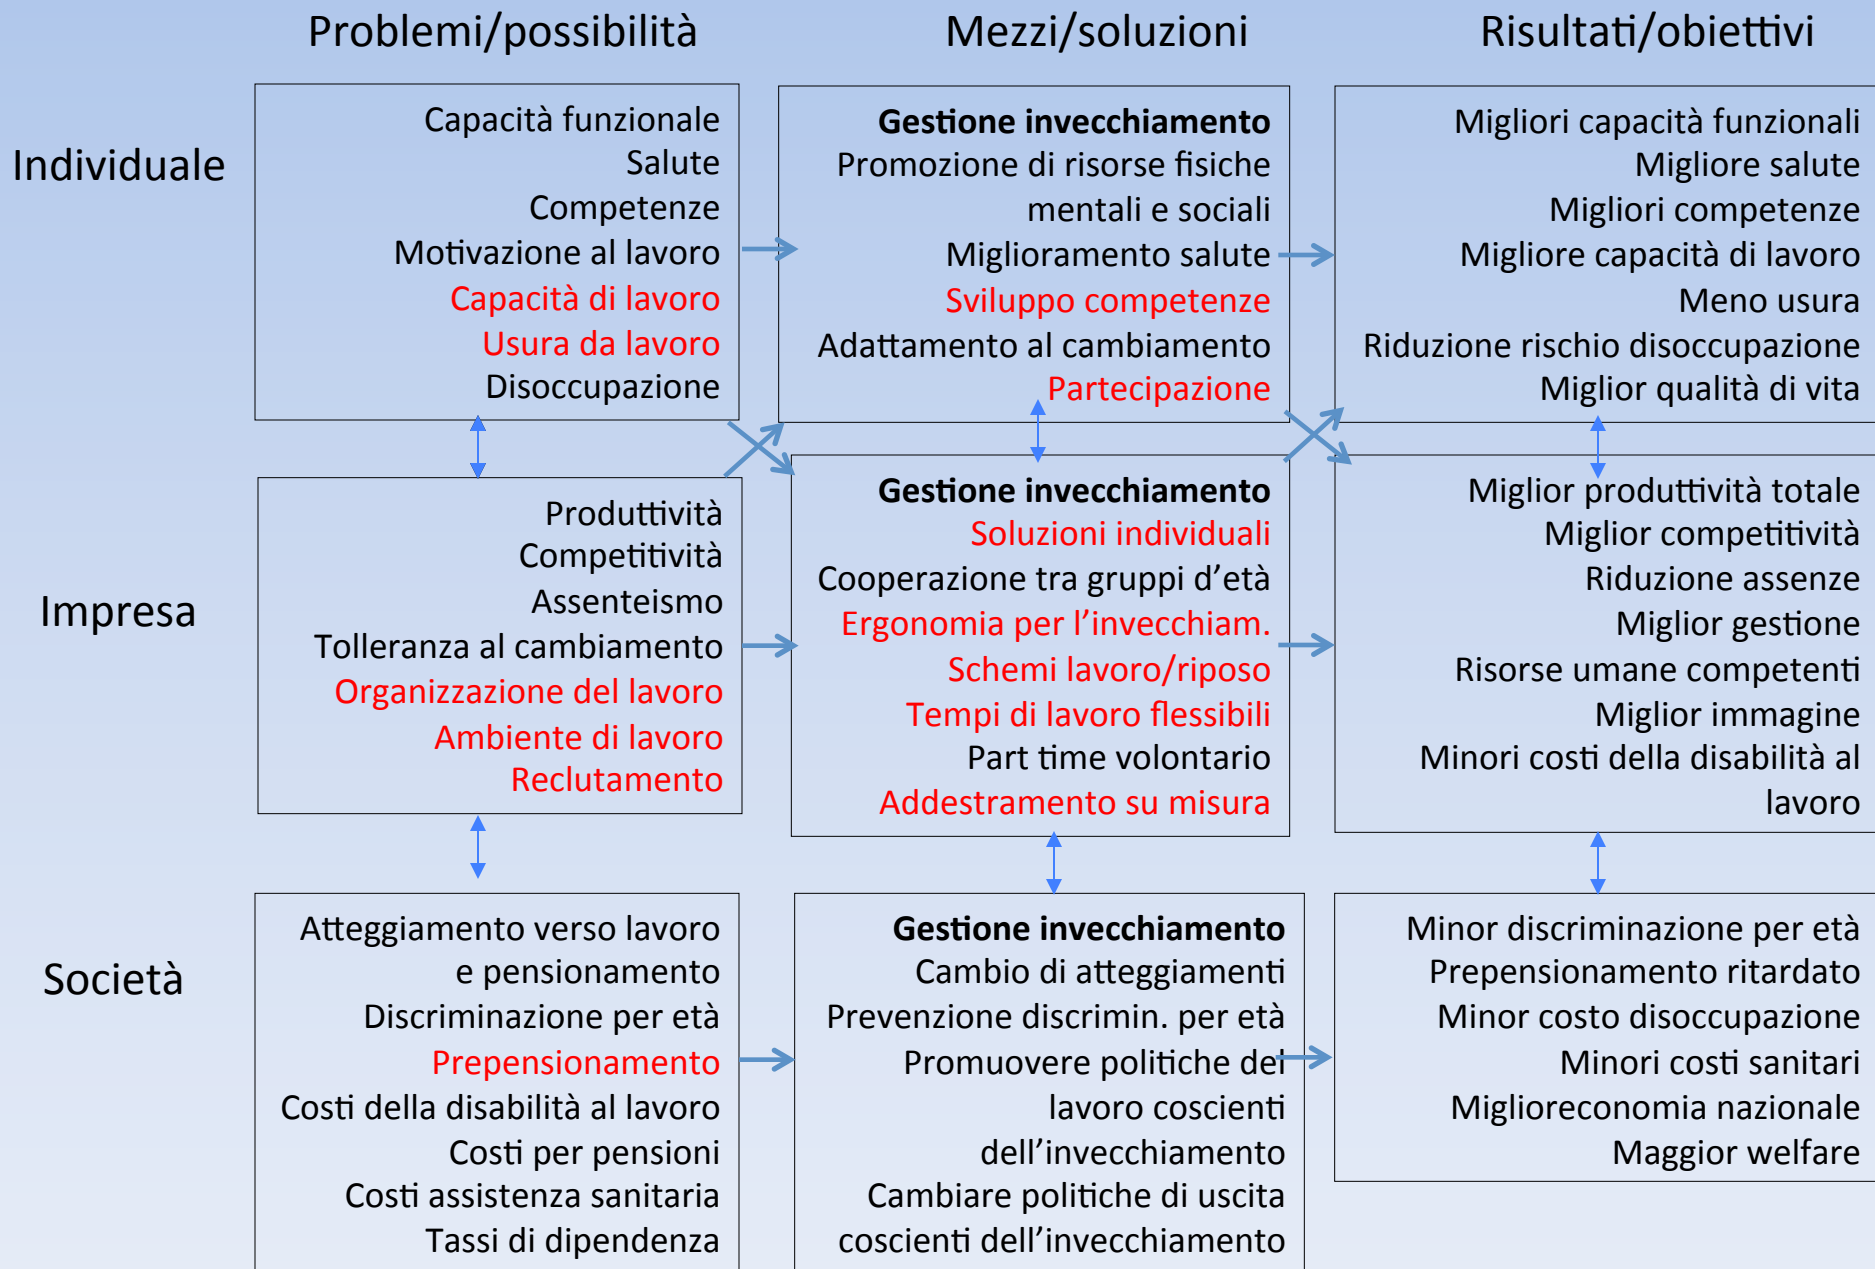 Problemi/possibilità
Mezzi/soluzioni
Risultati/obiettivi
Individuale
Capacità funzionale
Salute
Competenze
Motivazione al lavoro
Capacità di lavoro
Usura da lavoro
Disoccupazione
Gestione invecchiamento
Promozione di risorse fisiche
mentali e sociali
Miglioramento salute
Sviluppo competenze
Adattamento al cambiamento
Partecipazione
Migliori capacità funzionali
Migliore salute
Migliori competenze
Migliore capacità di lavoro
Meno usura
Riduzione rischio disoccupazione
Miglior qualità di vita
Impresa
Produttività
Competitività
Assenteismo
Tolleranza al cambiamento
Organizzazione del lavoro
Ambiente di lavoro
Reclutamento
Gestione invecchiamento
Soluzioni individuali
Cooperazione tra gruppi d’età
Ergonomia per l’invecchiam.
Schemi lavoro/riposo
Tempi di lavoro flessibili
Part time volontario
Addestramento su misura
Miglior produttività totale
Miglior competitività
Riduzione assenze
Miglior gestione
Risorse umane competenti
Miglior immagine
Minori costi della disabilità al
lavoro
Società
Atteggiamento verso lavoro
e pensionamento
Discriminazione per età
Prepensionamento
Costi della disabilità al lavoro
Costi per pensioni
Costi assistenza sanitaria
Tassi di dipendenza
Gestione invecchiamento
Cambio di atteggiamenti
Prevenzione discrimin. per età
Promuovere politiche del
lavoro coscienti
dell’invecchiamento
Cambiare politiche di uscita
coscienti dell’invecchiamento
Minor discriminazione per età
Prepensionamento ritardato
Minor costo disoccupazione
Minori costi sanitari
Miglioreconomia nazionale
Maggior welfare